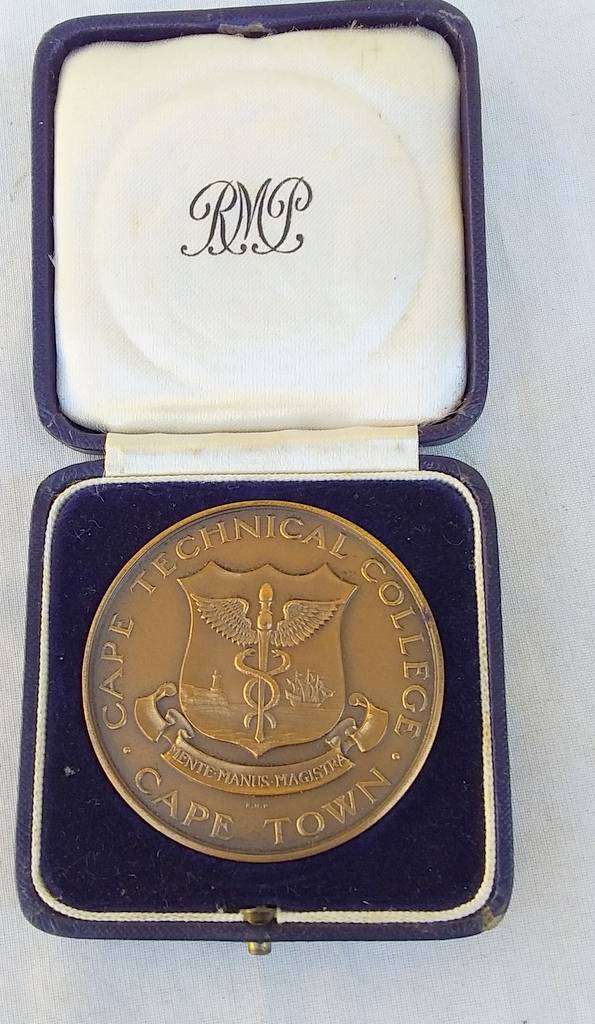 RMP
CAPE TECHNICAL COLLEGE
MENTE·MANUS·MAGISTRA
CAPE TOWN